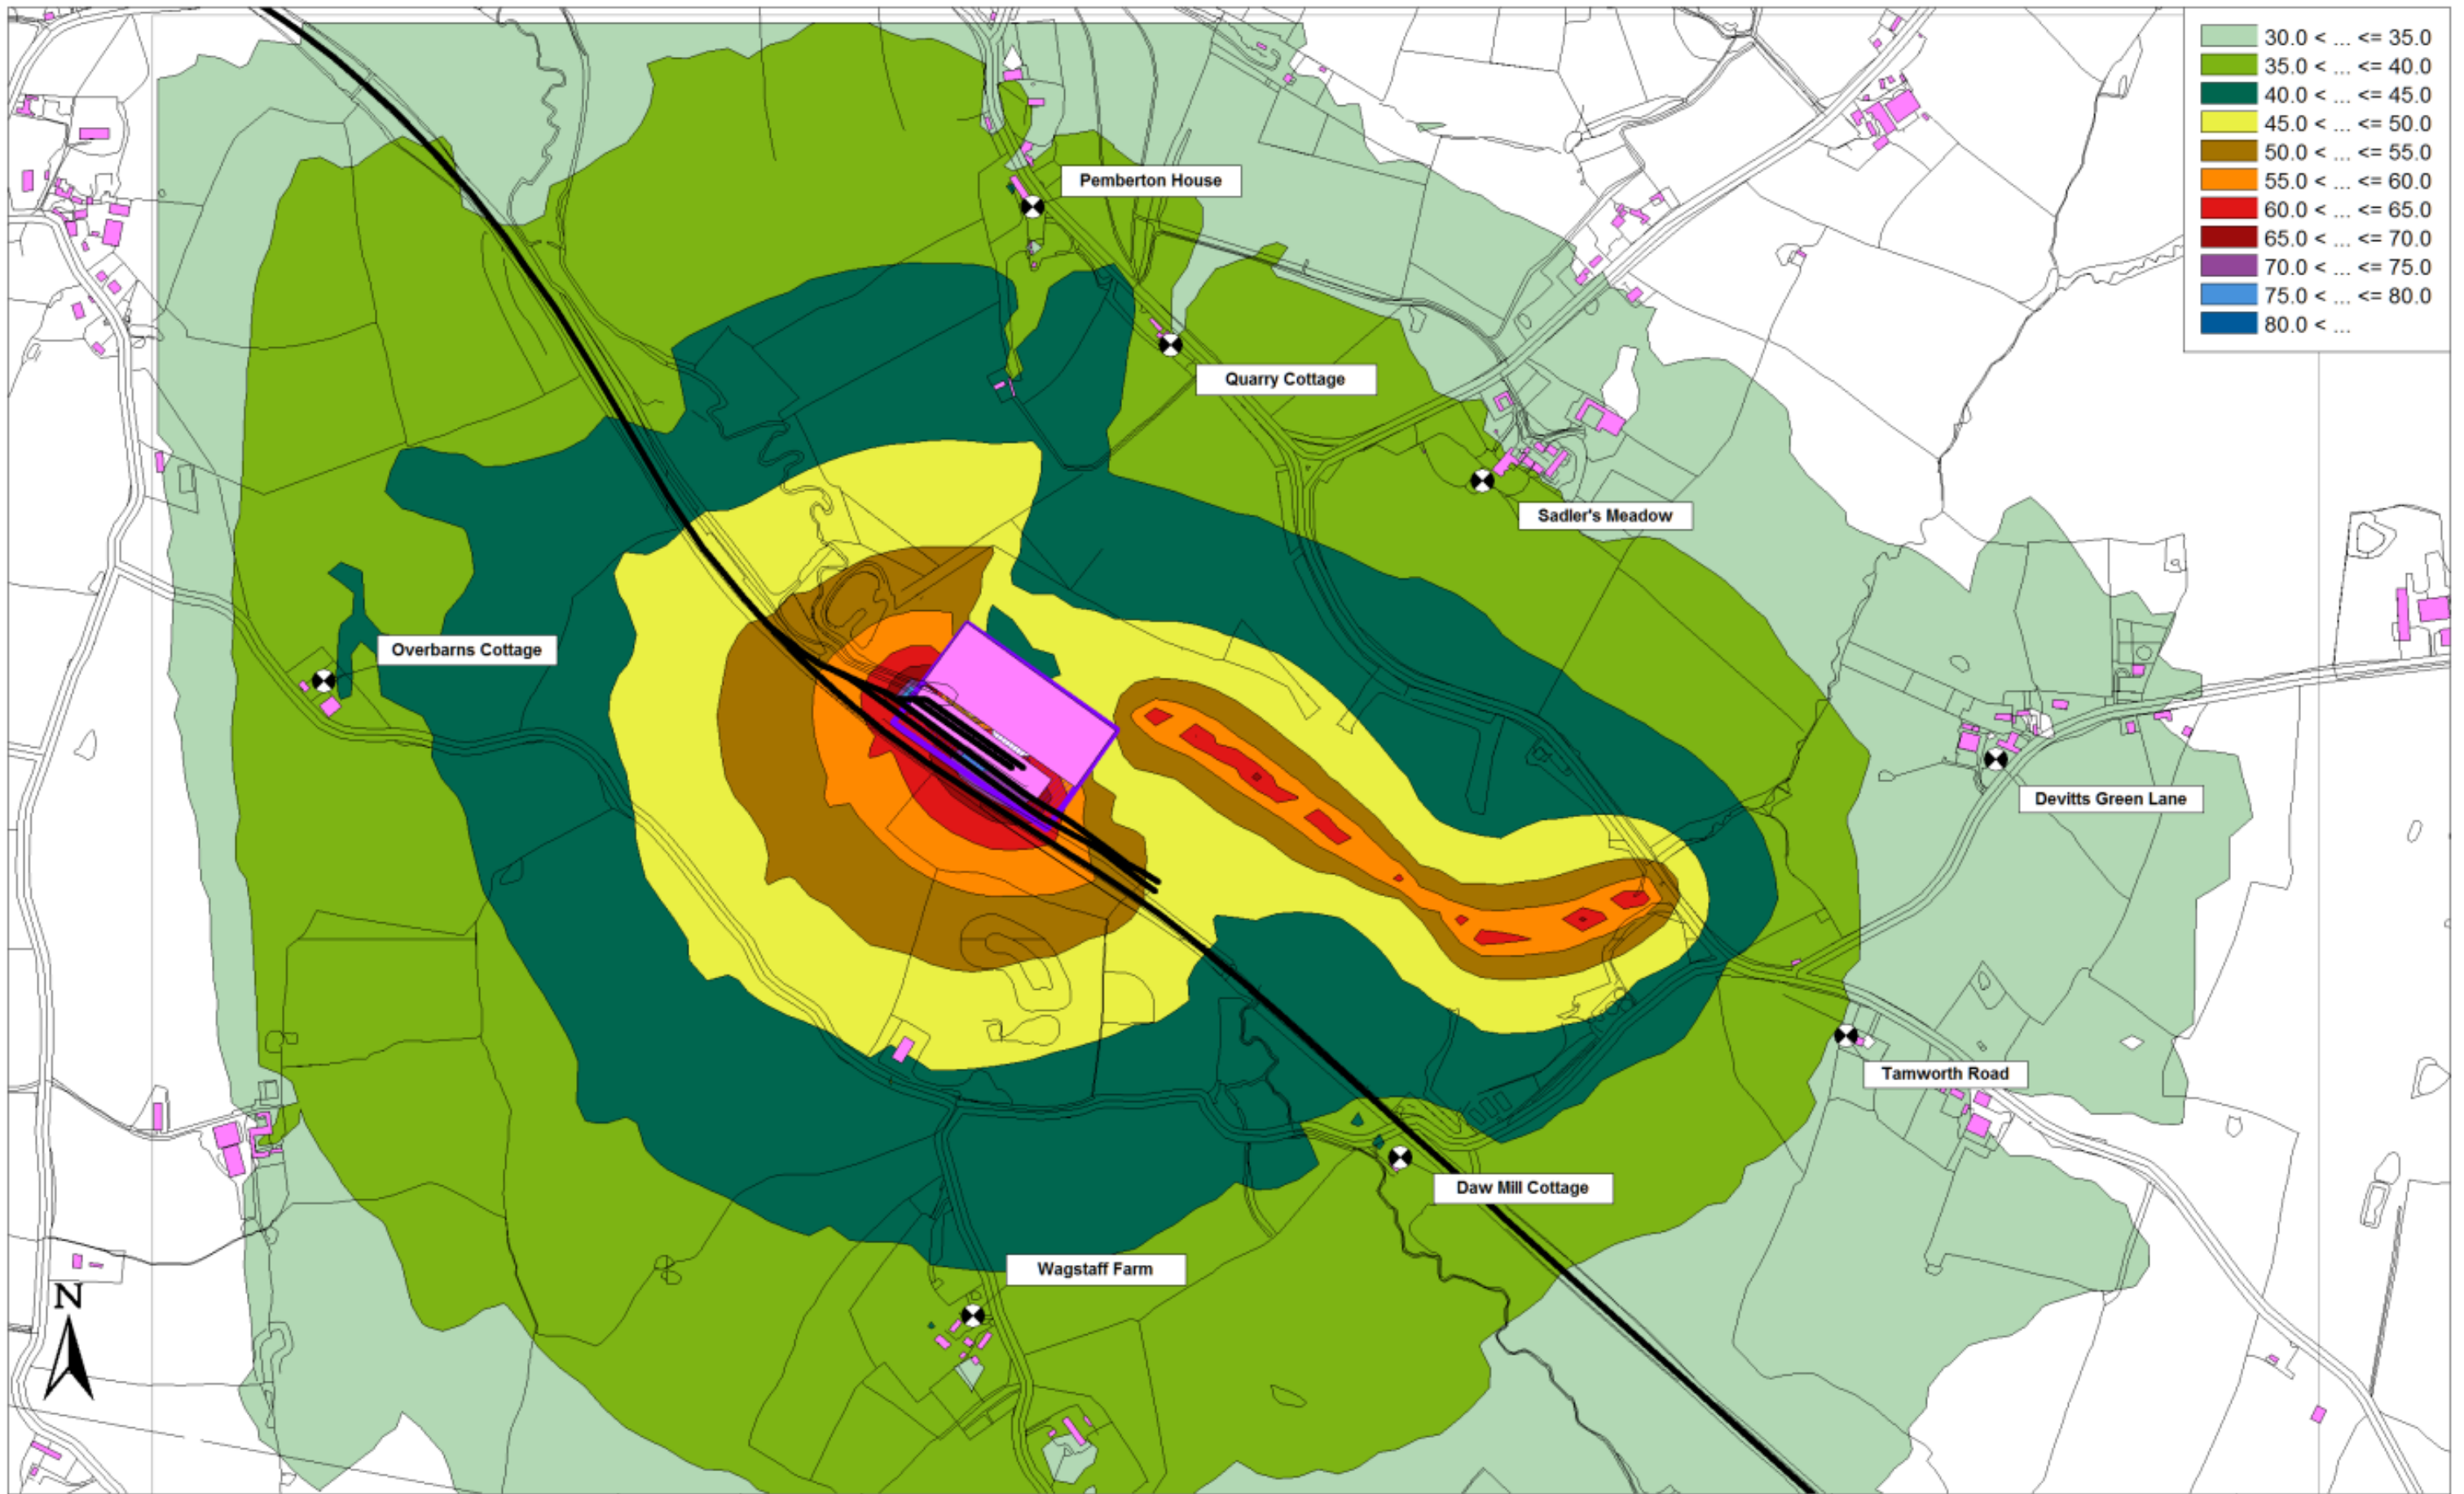 30.0 < ... <= 35.0
35.0 < ... <= 40.0
40.0 < ... <= 45.0
45.0 < ... <= 50.0
50.0 < ... <= 55.0
55.0 < ... <= 60.0
60.0 < ... <= 65.0
65.0 < ... <= 70.0
70.0 < ... <= 75.0
75.0 < ... <= 80.0
80.0 < ...
Pemberton House
Quarry Cottage
Sadler's Meadow
Overbarns Cottage
Devitts Green Lane
Tamworth Road
Daw Mill Cottage
Wagstaff Farm
N